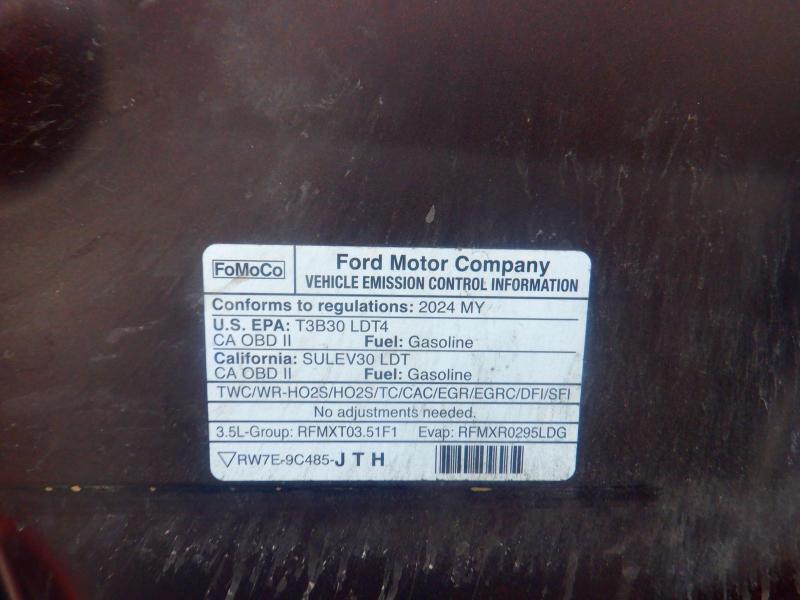 FoMoCo
Ford Motor Company
VEHICLE EMISSION CONTROL INFORMATION
Conforms to regulations: 2024 MY
U.S. EPA: T3B30 LDT4
CA OBD II Fuel: Gasoline
California: SULEV30 LDT
CA OBD II Fuel: Gasoline
TWC/WR-HO2S/HO2S/TC/CAC/EGR/EGRC/DFI/SFI
No adjustments needed.
3.5L-Group: RFMXT03.51F1 Evap: RFMXR0295LDG
RW7E-9C485-JTH